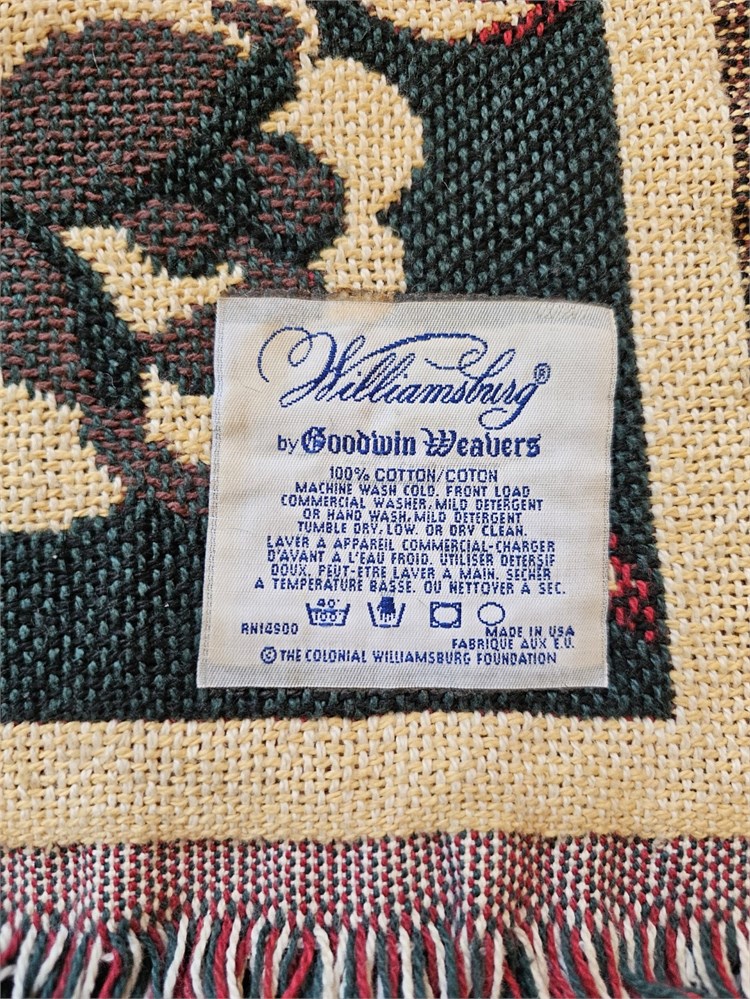 Williamsburg®
by Goodwin Weavers
100% COTTON/COTON
MACHINE WASH COLD. FRONT LOAD
COMMERCIAL WASHER, MILD DETERGENT
OR HAND WASH, MILD DETERGENT
TUMBLE DRY, LOW. OR DRY CLEAN.
LAVER A APPAREIL COMMERCIAL-CHARGER
D'AVANT A L'EAU FROID. UTILISER DETERSIF
DOUX. PEUT-ETRE LAVER A MAIN. SECHER
A TEMPERATURE BASSE. OU NETTOYER A SEC.
40°
100°
RN14900
MADE IN USA
FABRIQUE AUX E.U.
© THE COLONIAL WILLIAMSBURG FOUNDATION